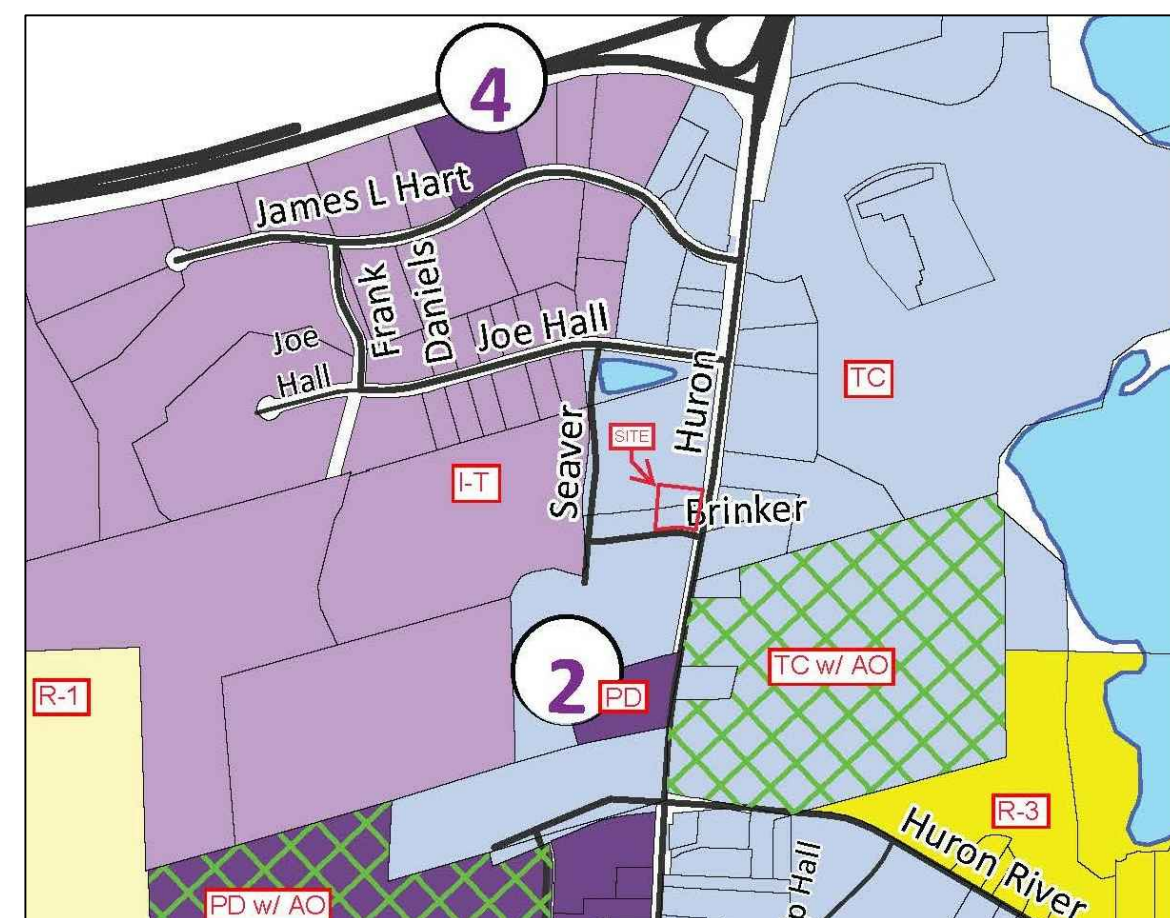 4
James L Hart
Frank
Daniels
Joe Hall
Joe
Hall
Huron
TC
SITE
Seaver
I-T
Brinker
TC w/ AO
2
PD
R-1
R-3
Huron River
Hall
PD w/ AO